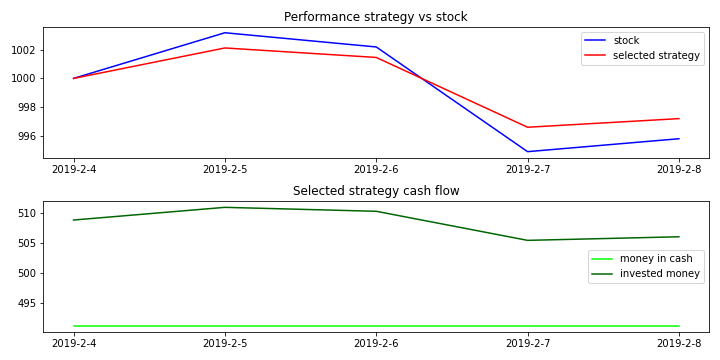 Performance strategy vs stock
1002
1000
998
996
stock
selected strategy
2019-2-4 2019-2-5 2019-2-6 2019-2-7 2019-2-8
Selected strategy cash flow
510
505
500
495
money in cash
invested money
2019-2-4 2019-2-5 2019-2-6 2019-2-7 2019-2-8